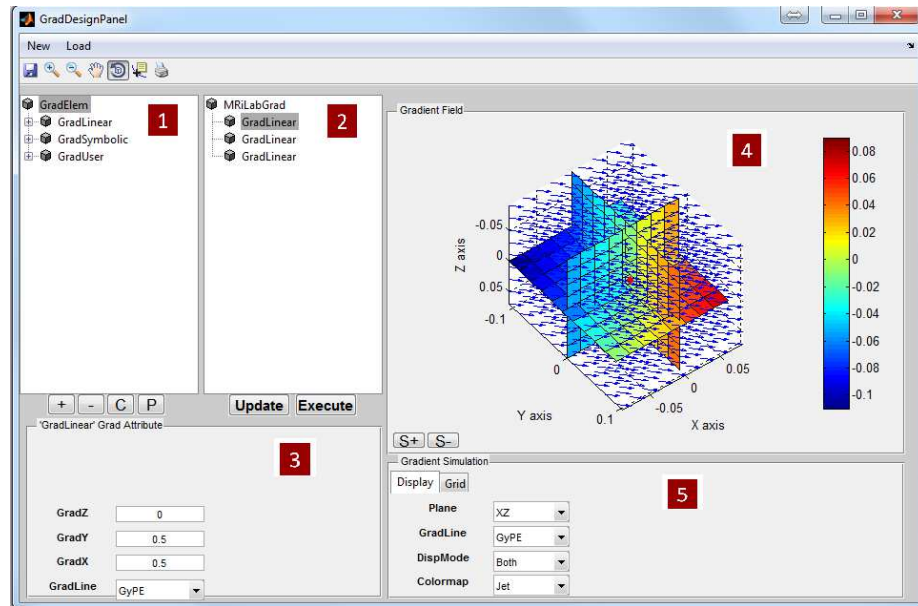 GradDesignPanel
New Load
GradElem
GradLinear
GradSymbolic
GradUser
1
MRiLabGrad
GradLinear
GradLinear
GradLinear
2
+ - C P
Update Execute
'GradLinear' Grad Attribute
3
GradZ 0
GradY 0.5
GradX 0.5
GradLine GyPE
Gradient Field
4
Z axis
-0.05
0
0.05
-0.1
0
0.1
Y axis
-0.05
0
0.05
X axis
0.08
0.06
0.04
0.02
0
-0.02
-0.04
-0.06
-0.08
-0.1
S+ S-
Gradient Simulation
Display Grid
5
Plane XZ
GradLine GyPE
DispMode Both
Colormap Jet